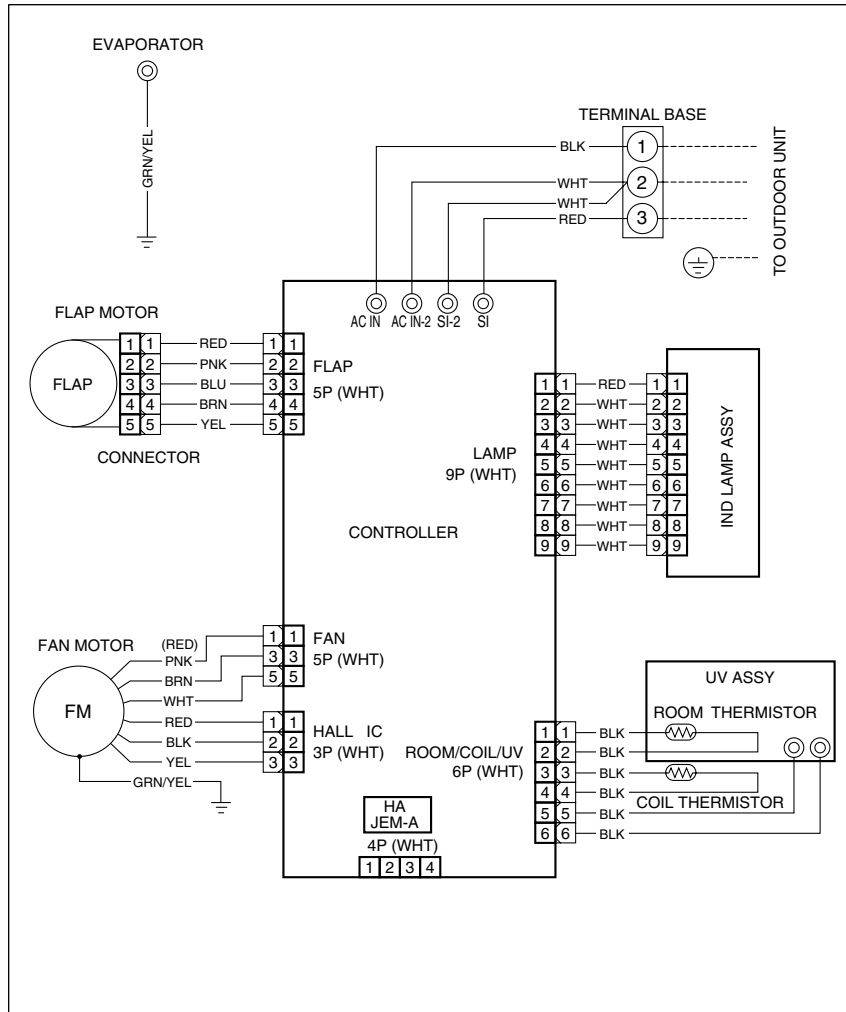 EVAPORATOR
GRN/YEL
TERMINAL BASE
BLK 1
WHT 2
WHT
RED 3
TO OUTDOOR UNIT
AC IN AC IN-2 SI-2 SI
FLAP MOTOR
FLAP
1 1 RED 1 1
2 2 PNK 2 2
3 3 BLU 3 3
4 4 BRN 4 4
5 5 YEL 5 5
CONNECTOR
FLAP
5P (WHT)
LAMP
9P (WHT)
1 1 RED 1 1
2 2 WHT 2 2
3 3 WHT 3 3
4 4 WHT 4 4
5 5 WHT 5 5
6 6 WHT 6 6
7 7 WHT 7 7
8 8 WHT 8 8
9 9 WHT 9 9
IND LAMP ASSY
CONTROLLER
FAN MOTOR
FM
(RED)
PNK 1 1
BRN 3 3
WHT 5 5
FAN
5P (WHT)
RED 1 1
BLK 2 2
YEL 3 3
GRN/YEL
HALL IC
3P (WHT)
ROOM/COIL/UV
6P (WHT)
1 1 BLK
2 2 BLK
3 3 BLK
4 4 BLK
5 5 BLK
6 6 BLK
UV ASSY
ROOM THERMISTOR
COIL THERMISTOR
HA
JEM-A
4P (WHT)
1 2 3 4